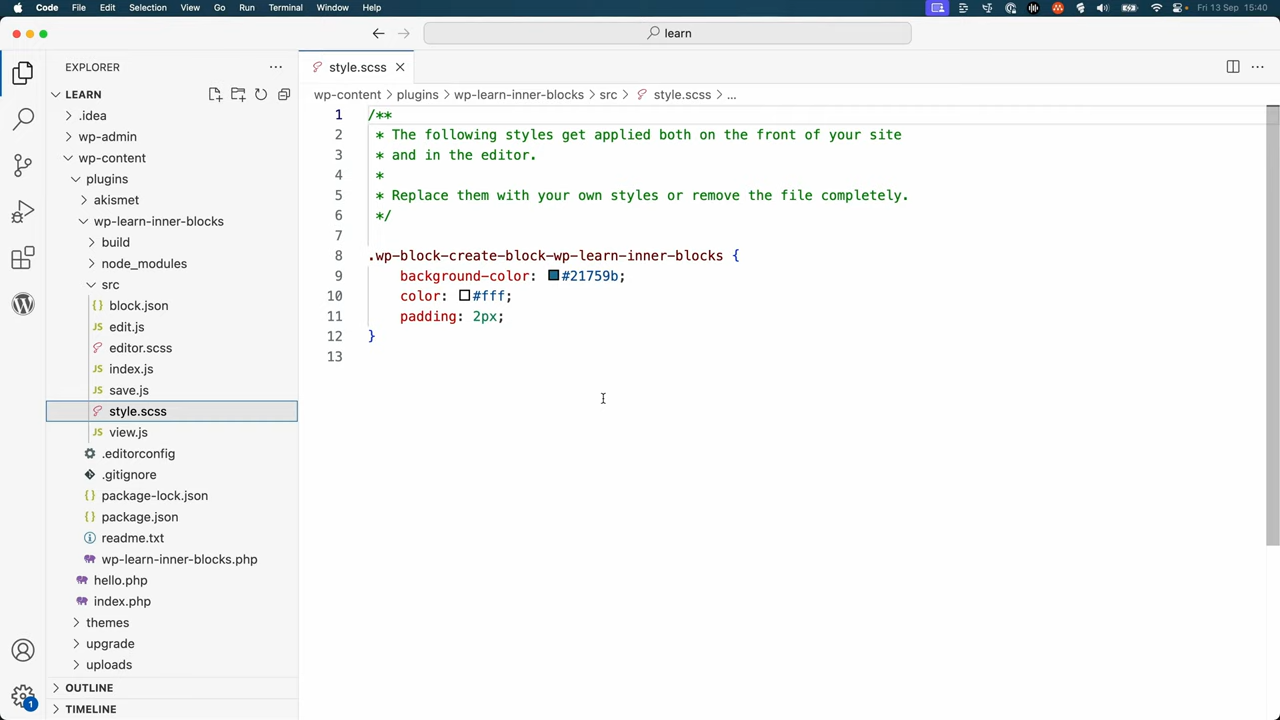 Code File Edit Selection View Go Run Terminal Window Help Fri 13 Sep 15:40
learn
EXPLORER
style.scss
LEARN
wp-content > plugins > wp-learn-inner-blocks > src > style.scss > ...
.idea
wp-admin
wp-content
plugins
akismet
wp-learn-inner-blocks
build
node_modules
src
{} block.json
JS edit.js
editor.scss
JS index.js
JS save.js
style.scss
JS view.js
.editorconfig
.gitignore
{} package-lock.json
{} package.json
readme.txt
wp-learn-inner-blocks.php
hello.php
index.php
themes
upgrade
uploads
OUTLINE
TIMELINE
1
1 /**
2 * The following styles get applied both on the front of your site
3 * and in the editor.
4 *
5 * Replace them with your own styles or remove the file completely.
6 */
7
8 .wp-block-create-block-wp-learn-inner-blocks {
9 background-color: #21759b;
10 color: #fff;
11 padding: 2px;
12 }
13